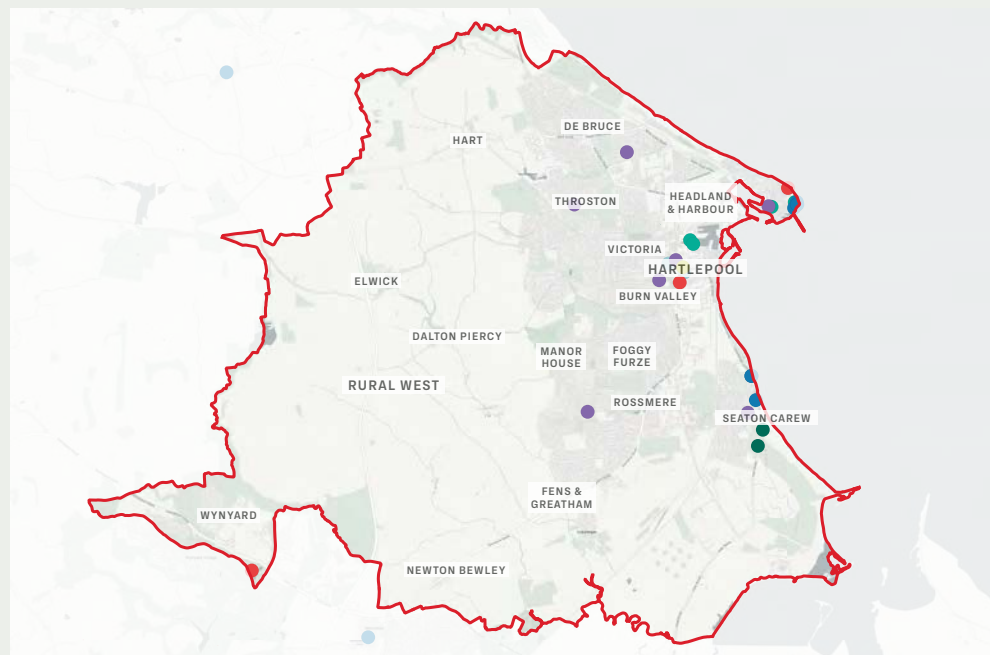 DE BRUCE
HART
HEADLAND
& HARBOUR
THROSTON
VICTORIA
HARTLEPOOL
ELWICK
BURN VALLEY
DALTON PIERCY
MANOR
HOUSE
FOGGY
FURZE
RURAL WEST
ROSSMERE
SEATON CAREW
FENS &
GREATHAM
WYNYARD
NEWTON BEWLEY